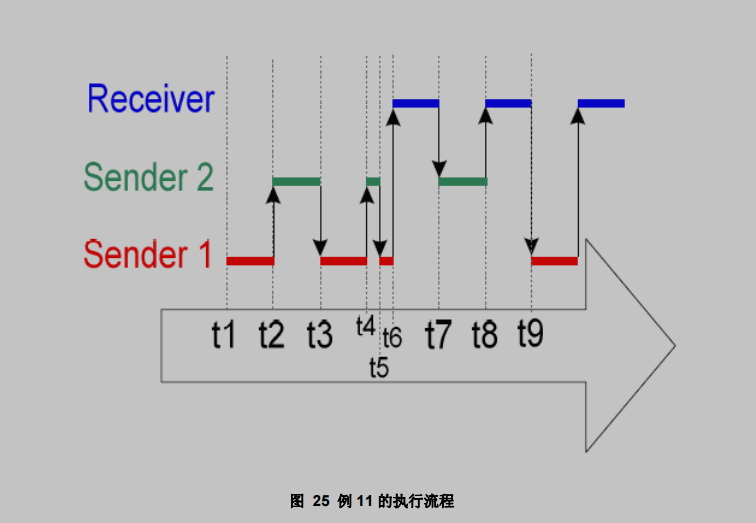 Receiver
Sender 2
Sender 1
t1 t2 t3 t4 t5 t6 t7 t8 t9
图 25 例 11 的执行流程